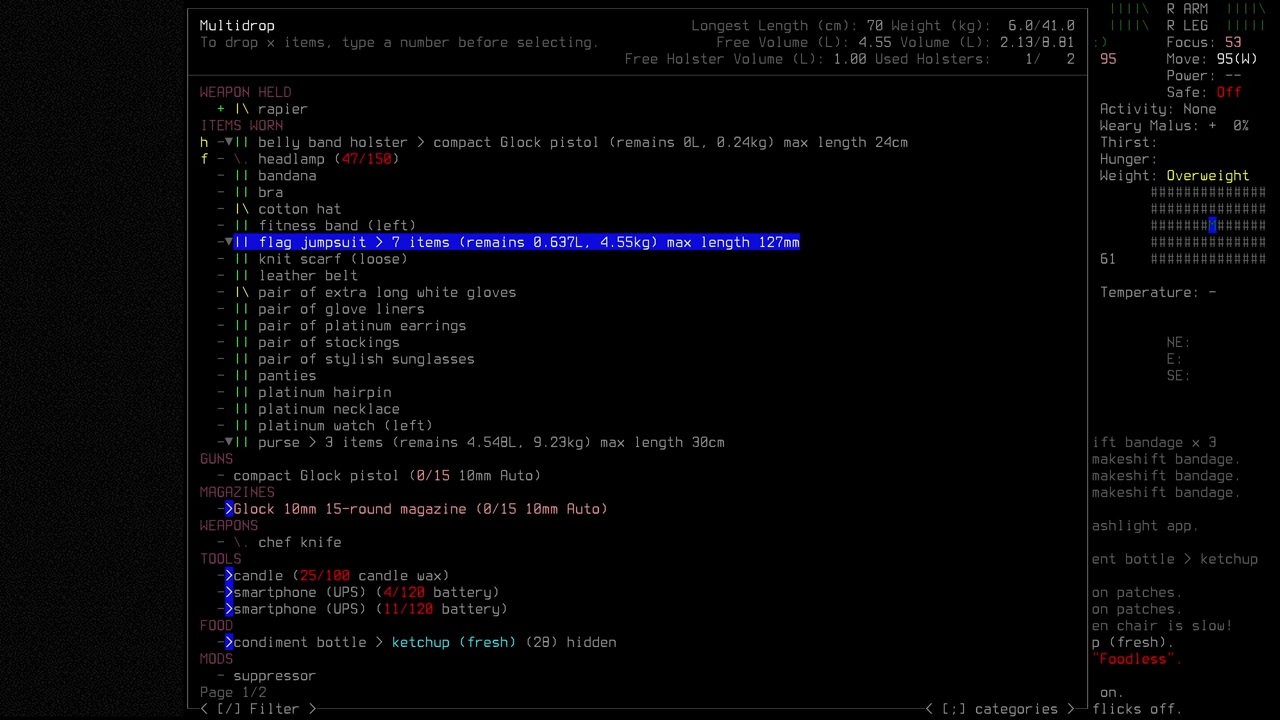 Multidrop Longest Length (cm): 70 Weight (kg): 6.0/41.0
To drop x items, type a number before selecting. Free Volume (L): 4.55 Volume (L): 2.13/8.81
Free Holster Volume (L): 1.00 Used Holsters: 1/ 2
WEAPON HELD
+ |\ rapier
ITEMS WORN
h -▼|| belly band holster > compact Glock pistol (remains 0L, 0.24kg) max length 24cm
f - \. headlamp (47/150)
- || bandana
- || bra
- |\ cotton hat
- || fitness band (left)
-▼|| flag jumpsuit > 7 items (remains 0.637L, 4.55kg) max length 127mm
- || knit scarf (loose)
- || leather belt
- |\ pair of extra long white gloves
- || pair of glove liners
- || pair of platinum earrings
- || pair of stockings
- || pair of stylish sunglasses
- || panties
- || platinum hairpin
- || platinum necklace
- || platinum watch (left)
-▼|| purse > 3 items (remains 4.548L, 9.23kg) max length 30cm
GUNS
- compact Glock pistol (0/15 10mm Auto)
MAGAZINES
->Glock 10mm 15-round magazine (0/15 10mm Auto)
WEAPONS
- \. chef knife
TOOLS
->candle (25/100 candle wax)
->smartphone (UPS) (4/120 battery)
->smartphone (UPS) (11/120 battery)
FOOD
->condiment bottle > ketchup (fresh) (28) hidden
MODS
- suppressor
Page 1/2
< [/] Filter > < [;] categories >
||||\ R ARM ||||\
||||\ R LEG |||||
:) Focus: 53
95 Move: 95(W)
Power: --
Safe: Off
Activity: None
Weary Malus: + 0%
Thirst:
Hunger:
Weight: Overweight
##############
##############
####### ######
##############
61 ##############
Temperature: -
NE:
E:
SE:
ift bandage x 3
makeshift bandage.
makeshift bandage.
makeshift bandage.
ashlight app.
ent bottle > ketchup
on patches.
on patches.
en chair is slow!
p (fresh).
"Foodless".
on.
flicks off.